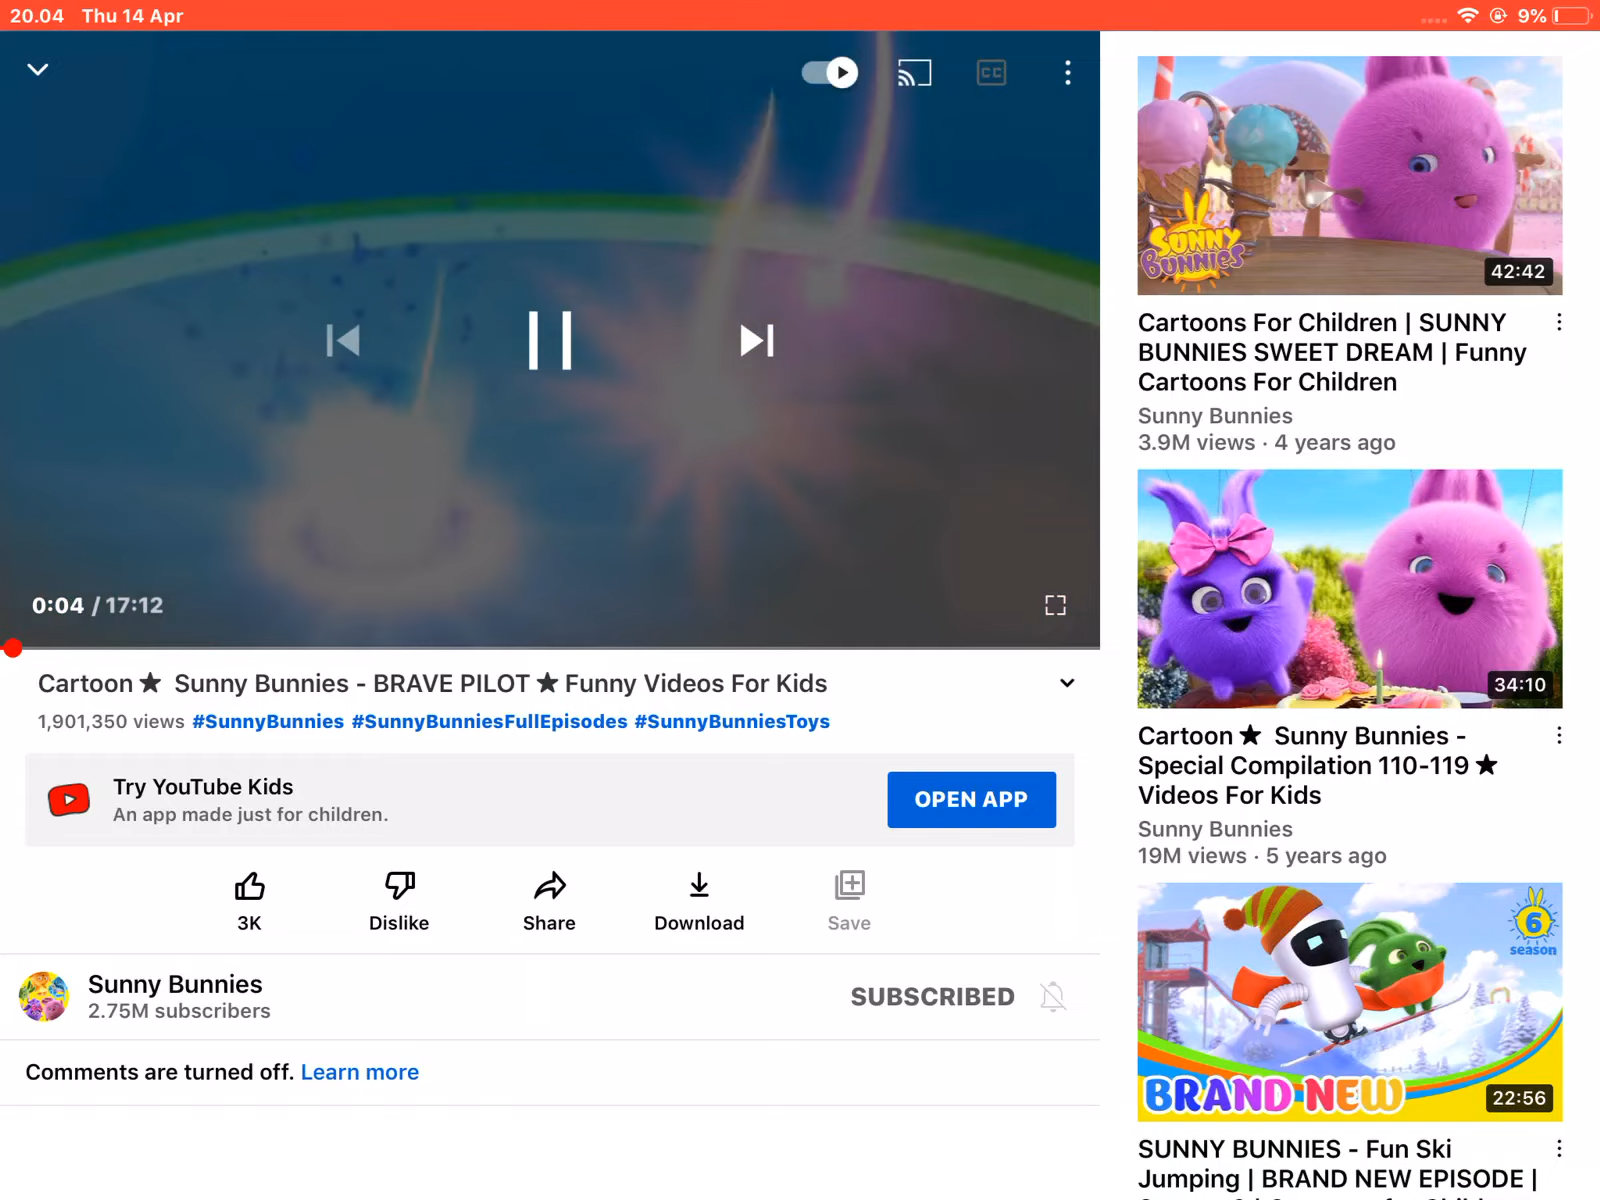 20.04 Thu 14 Apr
9%
CC
0:04 / 17:12
Cartoon★ Sunny Bunnies - BRAVE PILOT★Funny Videos For Kids
1,901,350 views #SunnyBunnies #SunnyBunniesFullEpisodes #SunnyBunniesToys
Try YouTube Kids
An app made just for children.
OPEN APP
3K
Dislike
Share
Download
Save
Sunny Bunnies
2.75M subscribers
SUBSCRIBED
Comments are turned off. Learn more
SUNNY
BUNNIES
42:42
Cartoons For Children | SUNNY
BUNNIES SWEET DREAM | Funny
Cartoons For Children
Sunny Bunnies
3.9M views · 4 years ago
34:10
Cartoon★ Sunny Bunnies -
Special Compilation 110-119★
Videos For Kids
Sunny Bunnies
19M views · 5 years ago
6
season
BRAND NEW
22:56
SUNNY BUNNIES - Fun Ski
Jumping | BRAND NEW EPISODE |